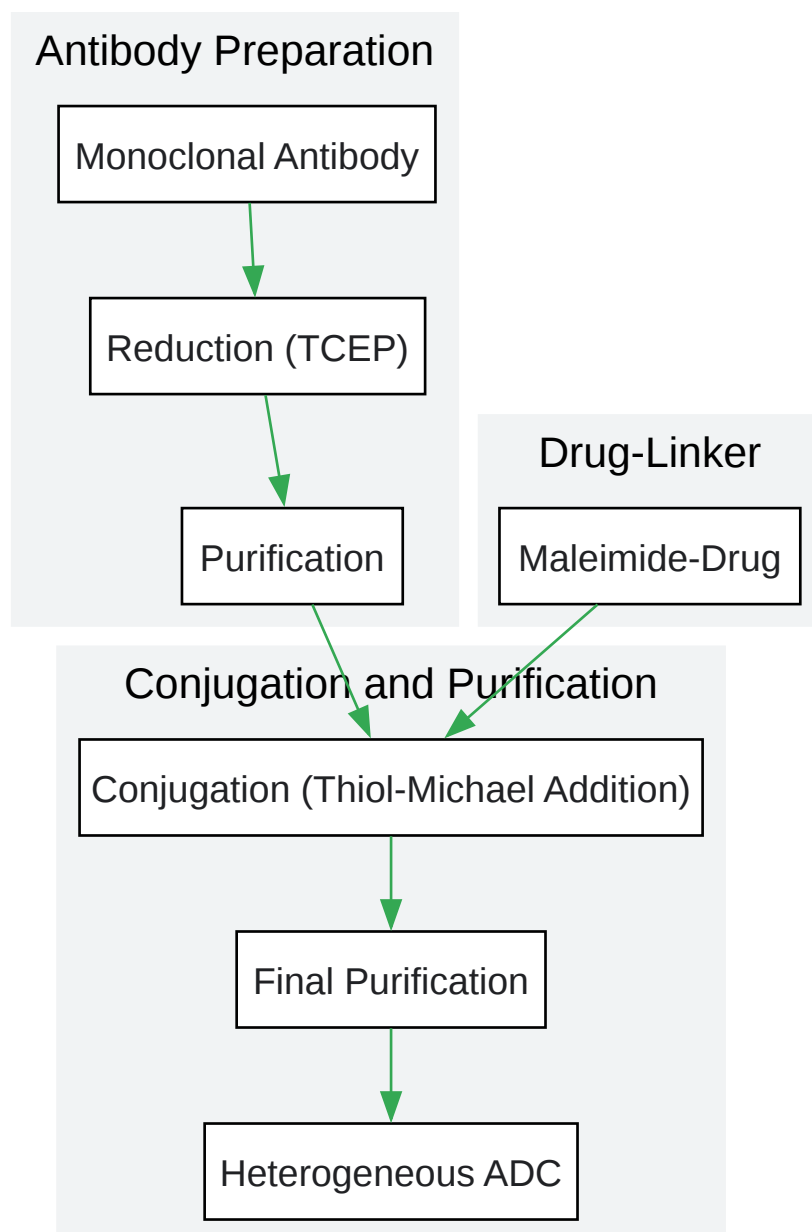 Antibody Preparation
Monoclonal Antibody
Reduction (TCEP)
Purification
Drug-Linker
Maleimide-Drug
Conjugation and Purification
Conjugation (Thiol-Michael Addition)
Final Purification
Heterogeneous ADC